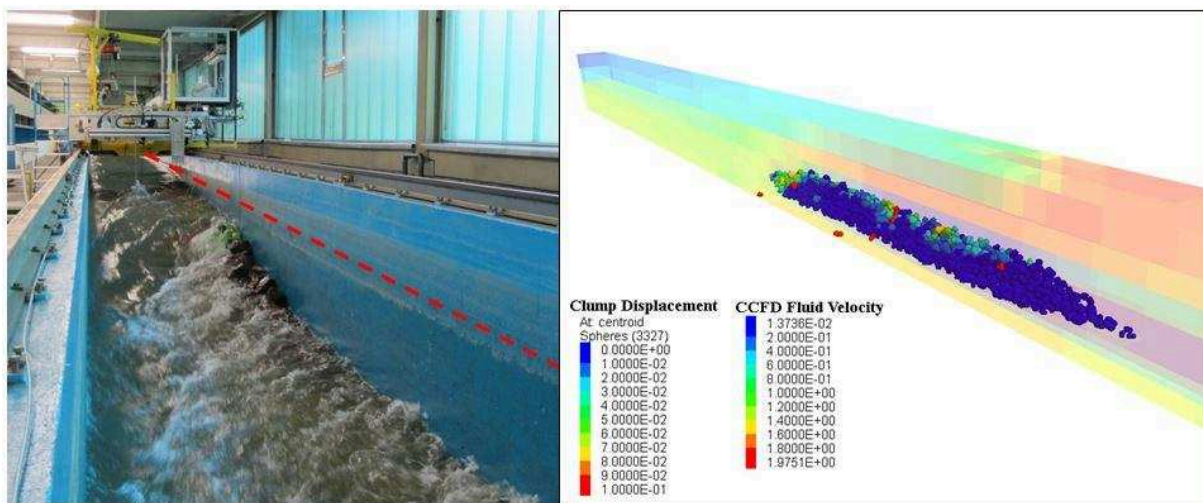 Clump Displacement
At: centroid
Spheres (3327)
0.0000E+00
1.0000E-02
2.0000E-02
3.0000E-02
4.0000E-02
5.0000E-02
6.0000E-02
7.0000E-02
8.0000E-02
9.0000E-02
1.0000E-01
CCFD Fluid Velocity
1.3736E-02
2.0000E-01
4.0000E-01
6.0000E-01
8.0000E-01
1.0000E+00
1.2000E+00
1.4000E+00
1.6000E+00
1.8000E+00
1.9751E+00